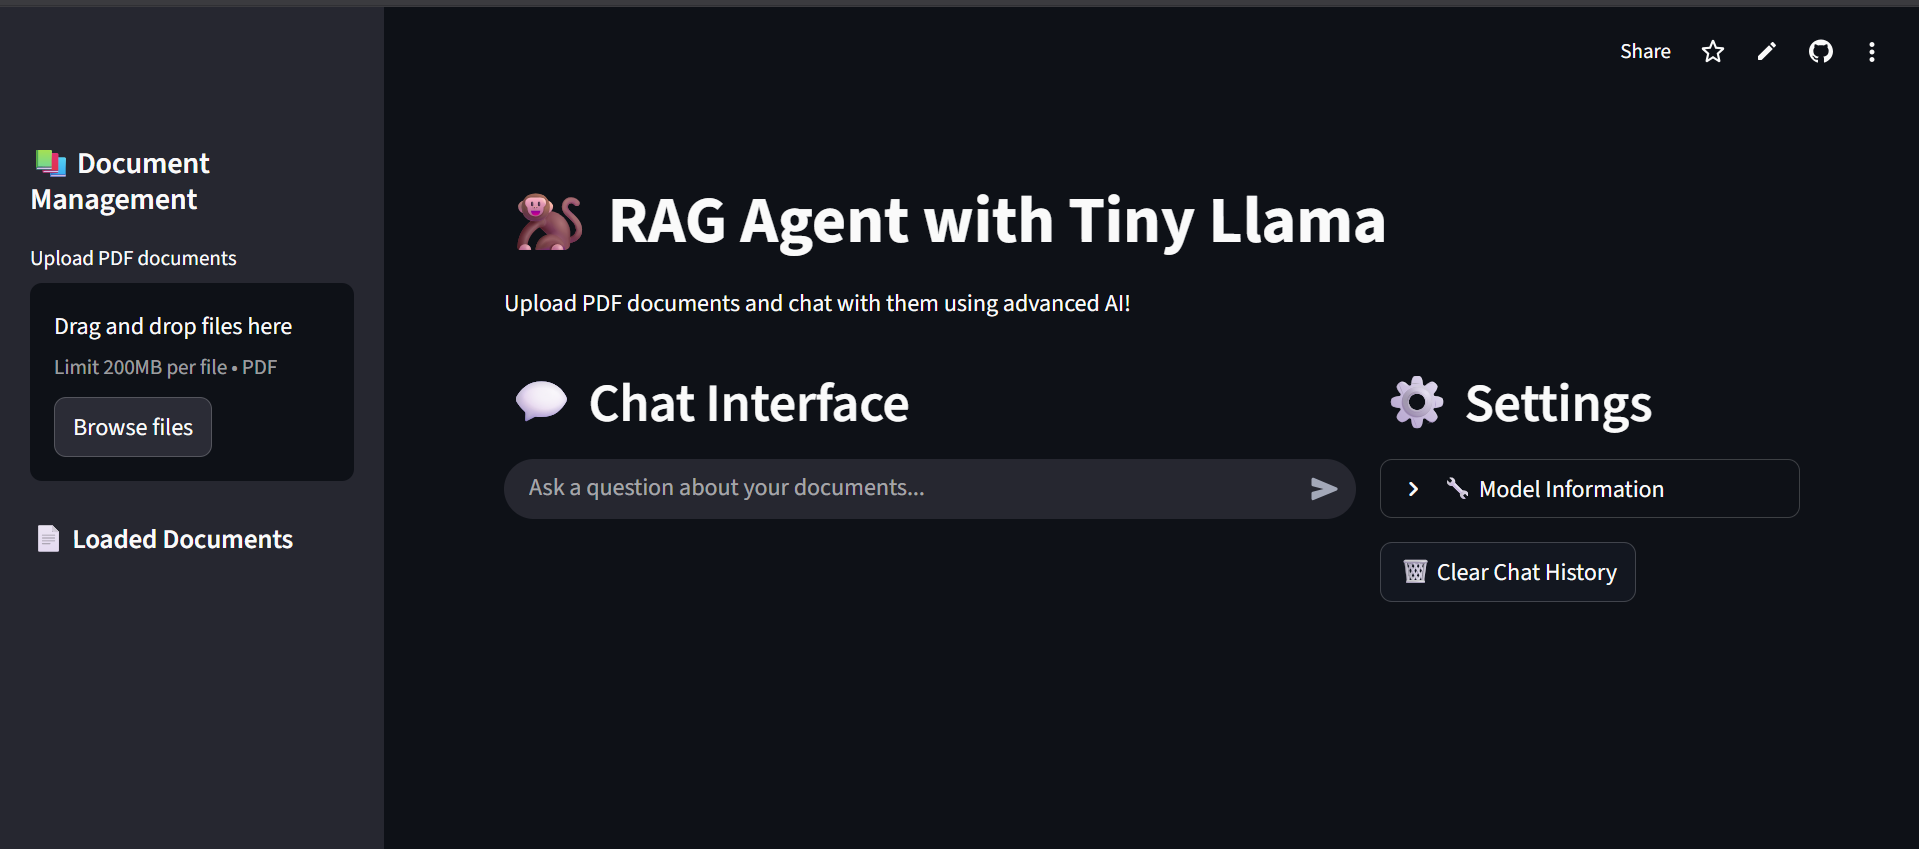 Share
📚 Document
Management
Upload PDF documents
Drag and drop files here
Limit 200MB per file • PDF
Browse files
📄 Loaded Documents
🐒 RAG Agent with Tiny Llama
Upload PDF documents and chat with them using advanced AI!
💬 Chat Interface
Ask a question about your documents...
⚙️ Settings
🔧 Model Information
🗑️ Clear Chat History